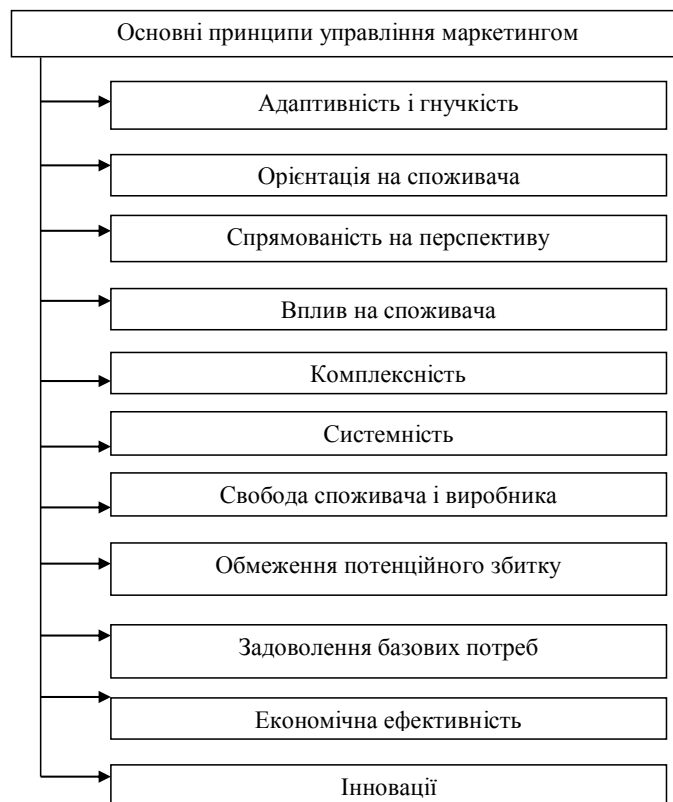 Основні принципи управління маркетингом
Адаптивність і гнучкість
Орієнтація на споживача
Спрямованість на перспективу
Вплив на споживача
Комплексність
Системність
Свобода споживача і виробника
Обмеження потенційного збитку
Задоволення базових потреб
Економічна ефективність
Інновації